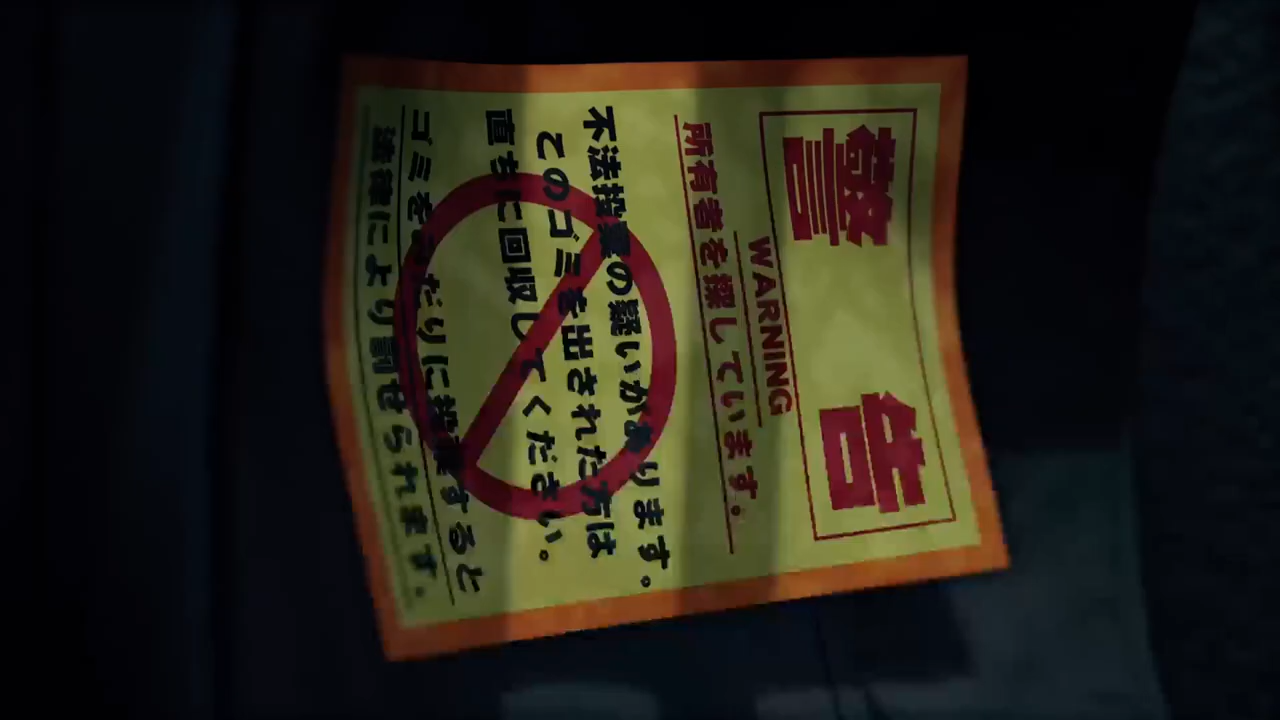 警告
WARNING
所有者を探しています。
不法投棄の疑いがあります。
このゴミを出された方は
直ちに回収してください。
ゴミをみだりに投棄すると
法律により罰せられます。